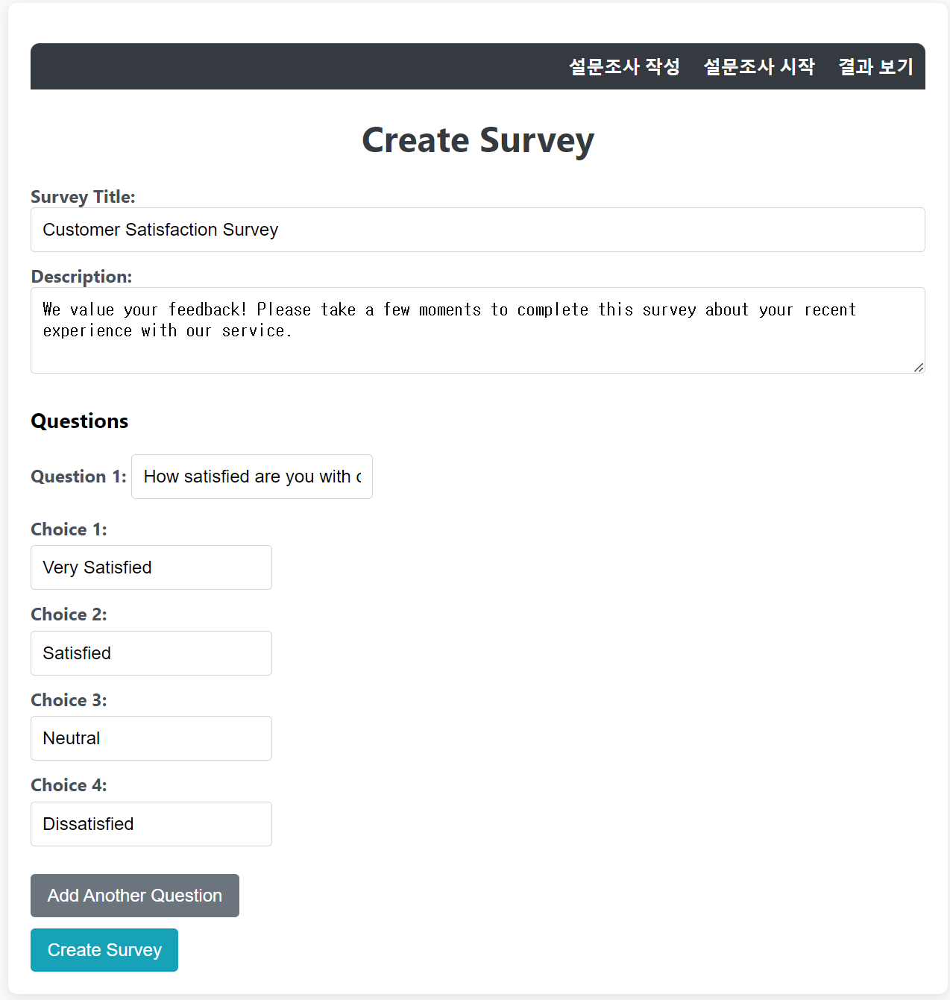 설문조사 작성 설문조사 시작 결과 보기
Create Survey
Survey Title:
Customer Satisfaction Survey
Description:
We value your feedback! Please take a few moments to complete this survey about your recent
experience with our service.
Questions
Question 1: How satisfied are you with
Choice 1:
Very Satisfied
Choice 2:
Satisfied
Choice 3:
Neutral
Choice 4:
Dissatisfied
Add Another Question
Create Survey